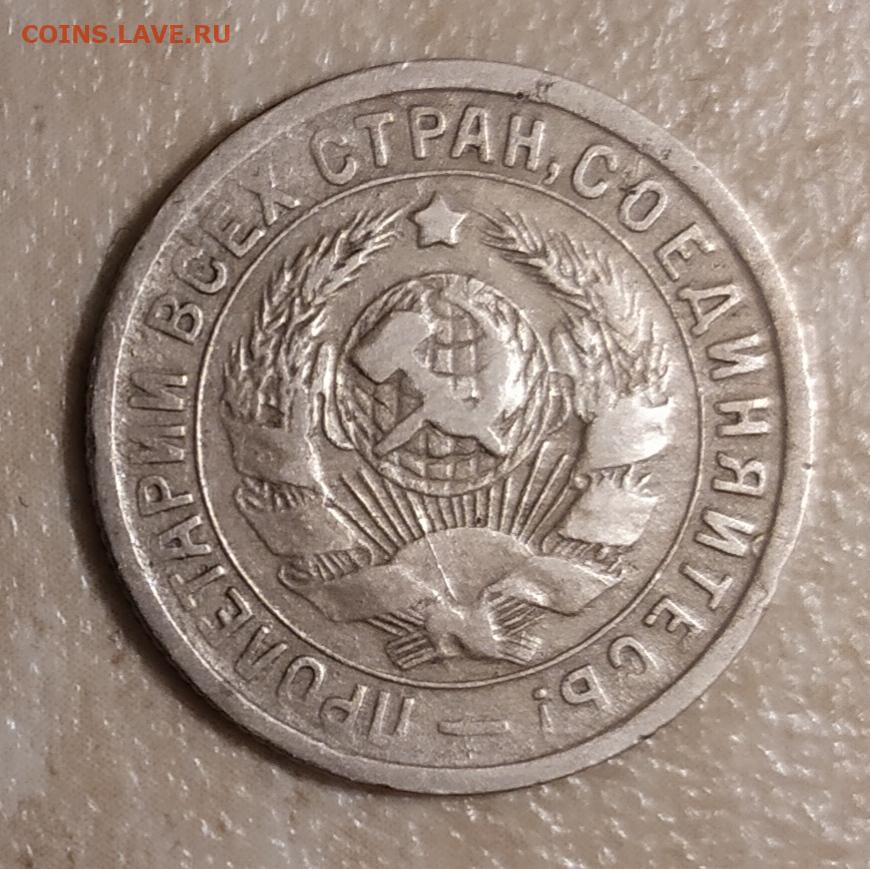 COINS.LAVE.RU
ПРОЛЕТАРИИ ВСЕХ СТРАН, СОЕДИНЯЙТЕСЬ! —